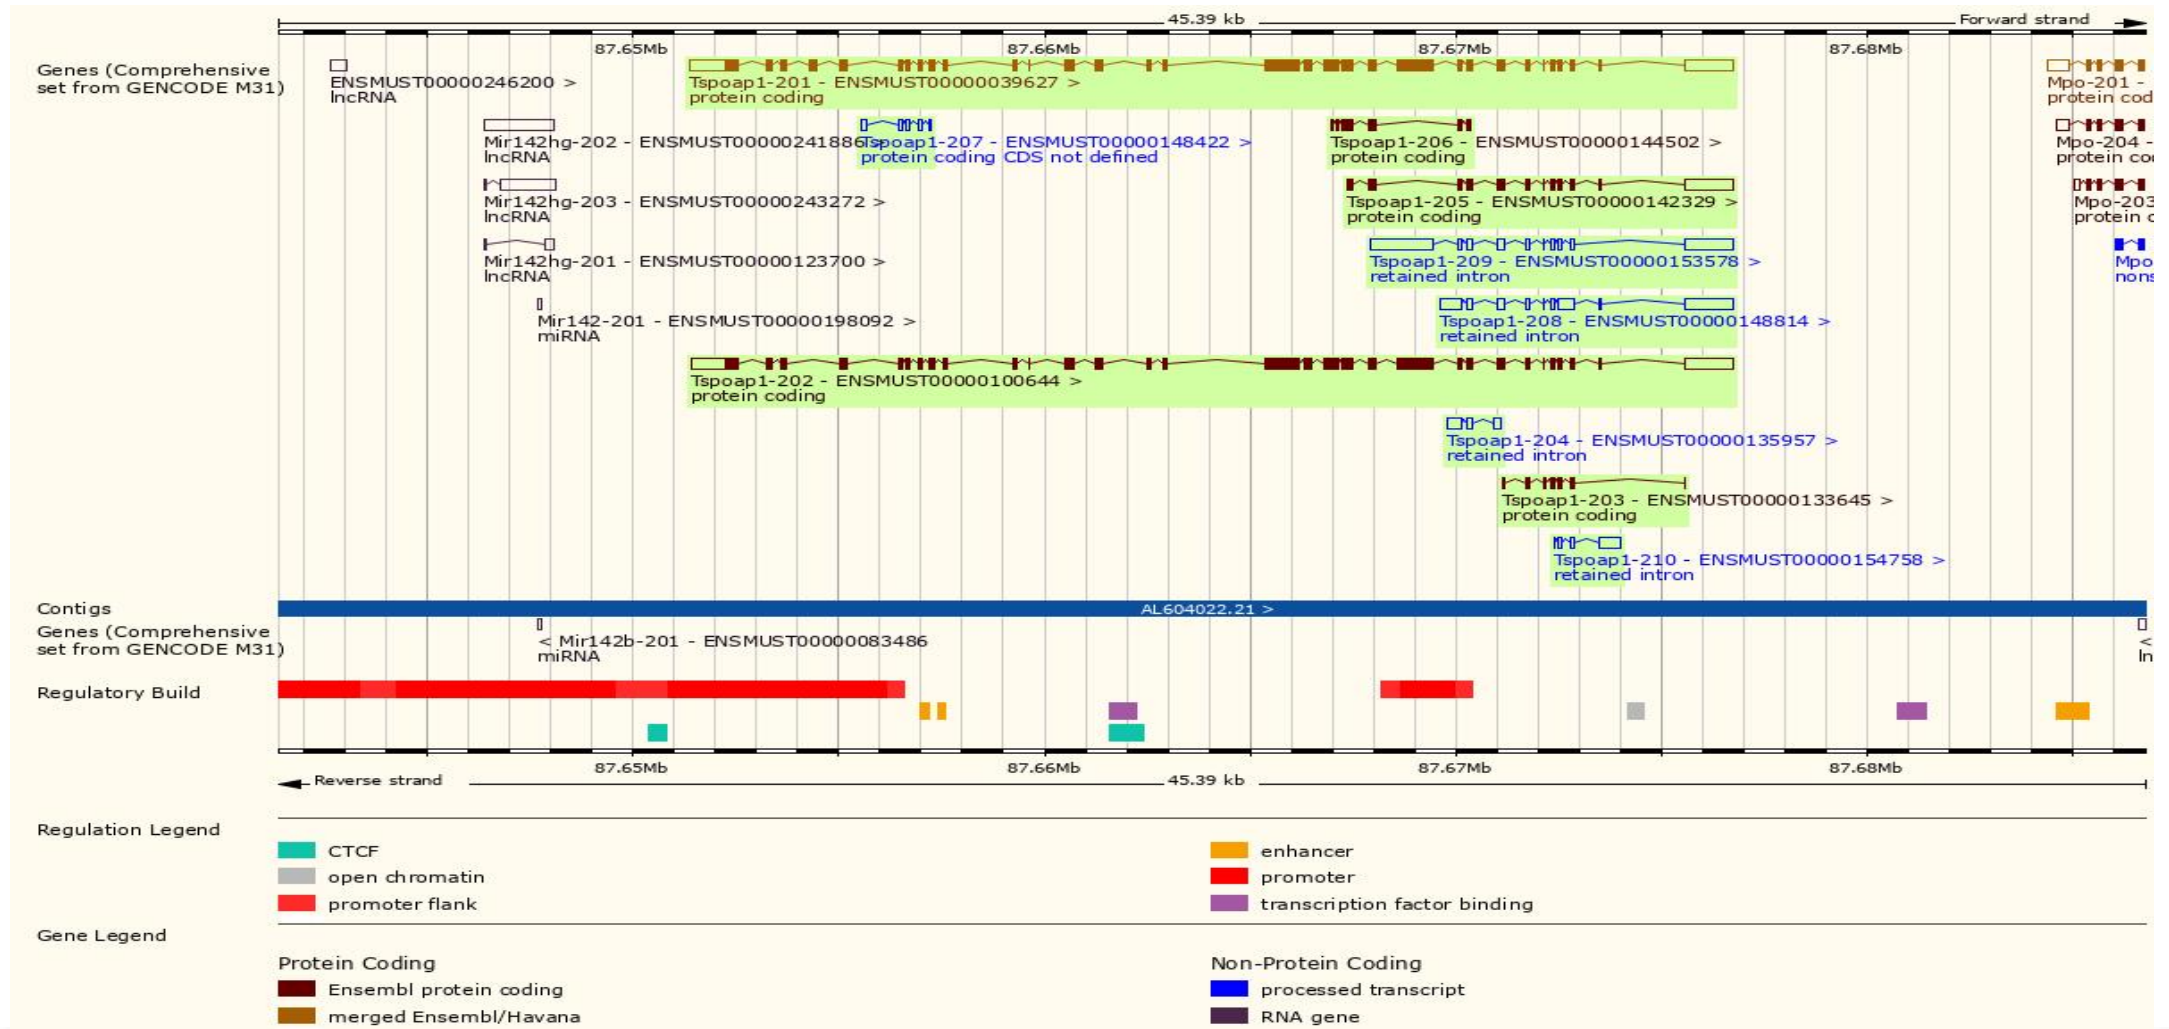 45.39 kb
Forward strand
87.65Mb 87.66Mb 87.67Mb 87.68Mb
Genes (Comprehensive
set from GENCODE M31)
ENSMUST00000246200 >
lncRNA
Tspoap1-201 - ENSMUST00000039627 >
protein coding
Mpo-201 -
protein cod
Mir142hg-202 - ENSMUST00000241886 >
lncRNA
Tspoap1-207 - ENSMUST00000148422 >
protein coding CDS not defined
Tspoap1-206 - ENSMUST00000144502 >
protein coding
Mpo-204 -
protein co
Mir142hg-203 - ENSMUST00000243272 >
lncRNA
Tspoap1-205 - ENSMUST00000142329 >
protein coding
Mpo-203
protein c
Mir142hg-201 - ENSMUST00000123700 >
lncRNA
Tspoap1-209 - ENSMUST00000153578 >
retained intron
Mpo
nons
Mir142-201 - ENSMUST00000198092 >
miRNA
Tspoap1-208 - ENSMUST00000148814 >
retained intron
Tspoap1-202 - ENSMUST00000100644 >
protein coding
Tspoap1-204 - ENSMUST00000135957 >
retained intron
Tspoap1-203 - ENSMUST00000133645 >
protein coding
Tspoap1-210 - ENSMUST00000154758 >
retained intron
Contigs
AL604022.21 >
Genes (Comprehensive
set from GENCODE M31)
< Mir142b-201 - ENSMUST00000083486
miRNA
<
ln
Regulatory Build
87.65Mb 87.66Mb 87.67Mb 87.68Mb
Reverse strand
45.39 kb
Regulation Legend
CTCF
enhancer
open chromatin
promoter
promoter flank
transcription factor binding
Gene Legend
Protein Coding
Non-Protein Coding
Ensembl protein coding
processed transcript
merged Ensembl/Havana
RNA gene